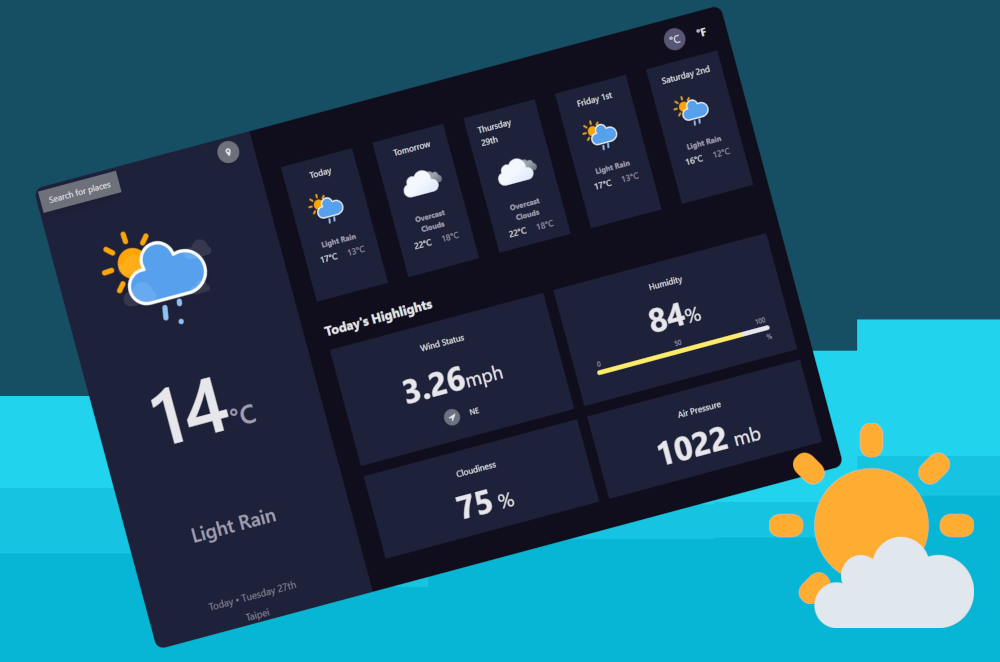 Search for places
14°C
Light Rain
Today • Tuesday 27th
Taipei
°C
°F
Today
Light Rain
17°C 13°C
Tomorrow
Overcast
Clouds
22°C 18°C
Thursday
29th
Overcast
Clouds
22°C 18°C
Friday 1st
Light Rain
17°C 13°C
Saturday 2nd
Light Rain
16°C 12°C
Today's Highlights
Wind Status
3.26mph
NE
Humidity
84%
0 50 100
%
Cloudiness
75 %
Air Pressure
1022 mb